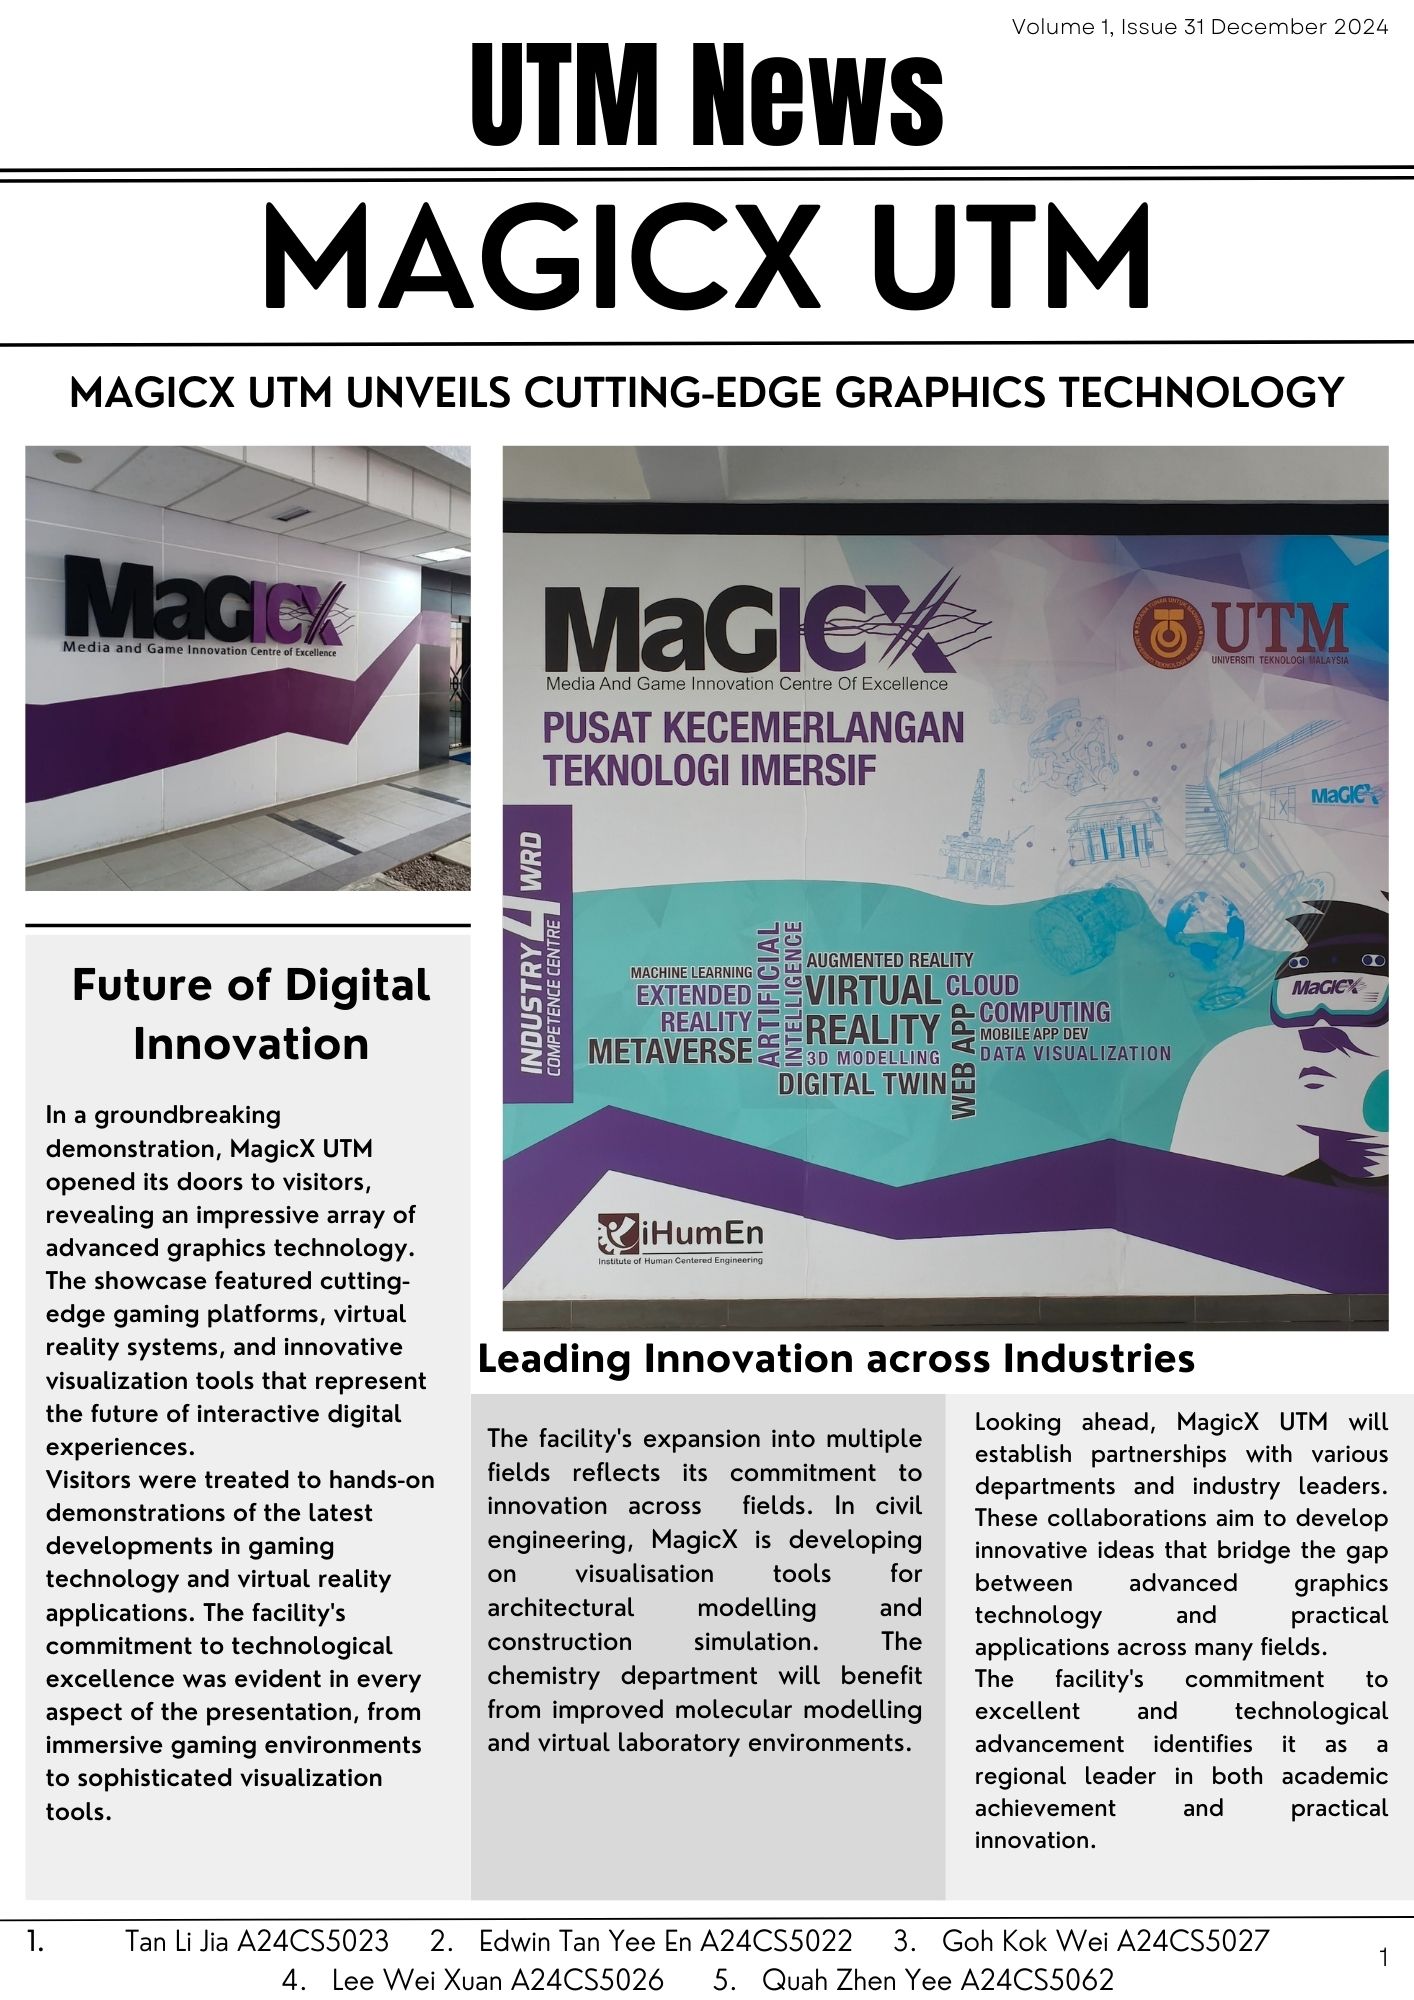 Volume 1, Issue 31 December 2024
UTM News
MAGICX UTM
MAGICX UTM UNVEILS CUTTING-EDGE GRAPHICS TECHNOLOGY
MaGICX
Media and Game Innovation Centre of Excellence
MaGICX
Media And Game Innovation Centre Of Excellence
UTM
UNIVERSITI TEKNOLOGI MALAYSIA
PUSAT KECEMERLANGAN
TEKNOLOGI IMERSIF
MaGICX
INDUSTRY 4WRD
COMPETENCE CENTRE
MACHINE LEARNING
EXTENDED
REALITY
METAVERSE
ARTIFICIAL
INTELLIGENCE
AUGMENTED REALITY
VIRTUAL
REALITY
3D MODELLING
DIGITAL TWIN
WEB APP
CLOUD
COMPUTING
MOBILE APP DEV
DATA VISUALIZATION
MaGICX
iHumEn
Institute of Human Centered Engineering
Future of Digital
Innovation
In a groundbreaking
demonstration, MagicX UTM
opened its doors to visitors,
revealing an impressive array of
advanced graphics technology.
The showcase featured cutting-
edge gaming platforms, virtual
reality systems, and innovative
visualization tools that represent
the future of interactive digital
experiences.
Visitors were treated to hands-on
demonstrations of the latest
developments in gaming
technology and virtual reality
applications. The facility's
commitment to technological
excellence was evident in every
aspect of the presentation, from
immersive gaming environments
to sophisticated visualization
tools.
Leading Innovation across Industries
The facility's expansion into multiple
fields reflects its commitment to
innovation across fields. In civil
engineering, MagicX is developing
on visualisation tools for
architectural modelling and
construction simulation. The
chemistry department will benefit
from improved molecular modelling
and virtual laboratory environments.
Looking ahead, MagicX UTM will
establish partnerships with various
departments and industry leaders.
These collaborations aim to develop
innovative ideas that bridge the gap
between advanced graphics
technology and practical
applications across many fields.
The facility's commitment to
excellent and technological
advancement identifies it as a
regional leader in both academic
achievement and practical
innovation.
1. Tan Li Jia A24CS5023 2. Edwin Tan Yee En A24CS5022 3. Goh Kok Wei A24CS5027
4. Lee Wei Xuan A24CS5026 5. Quah Zhen Yee A24CS5062
1